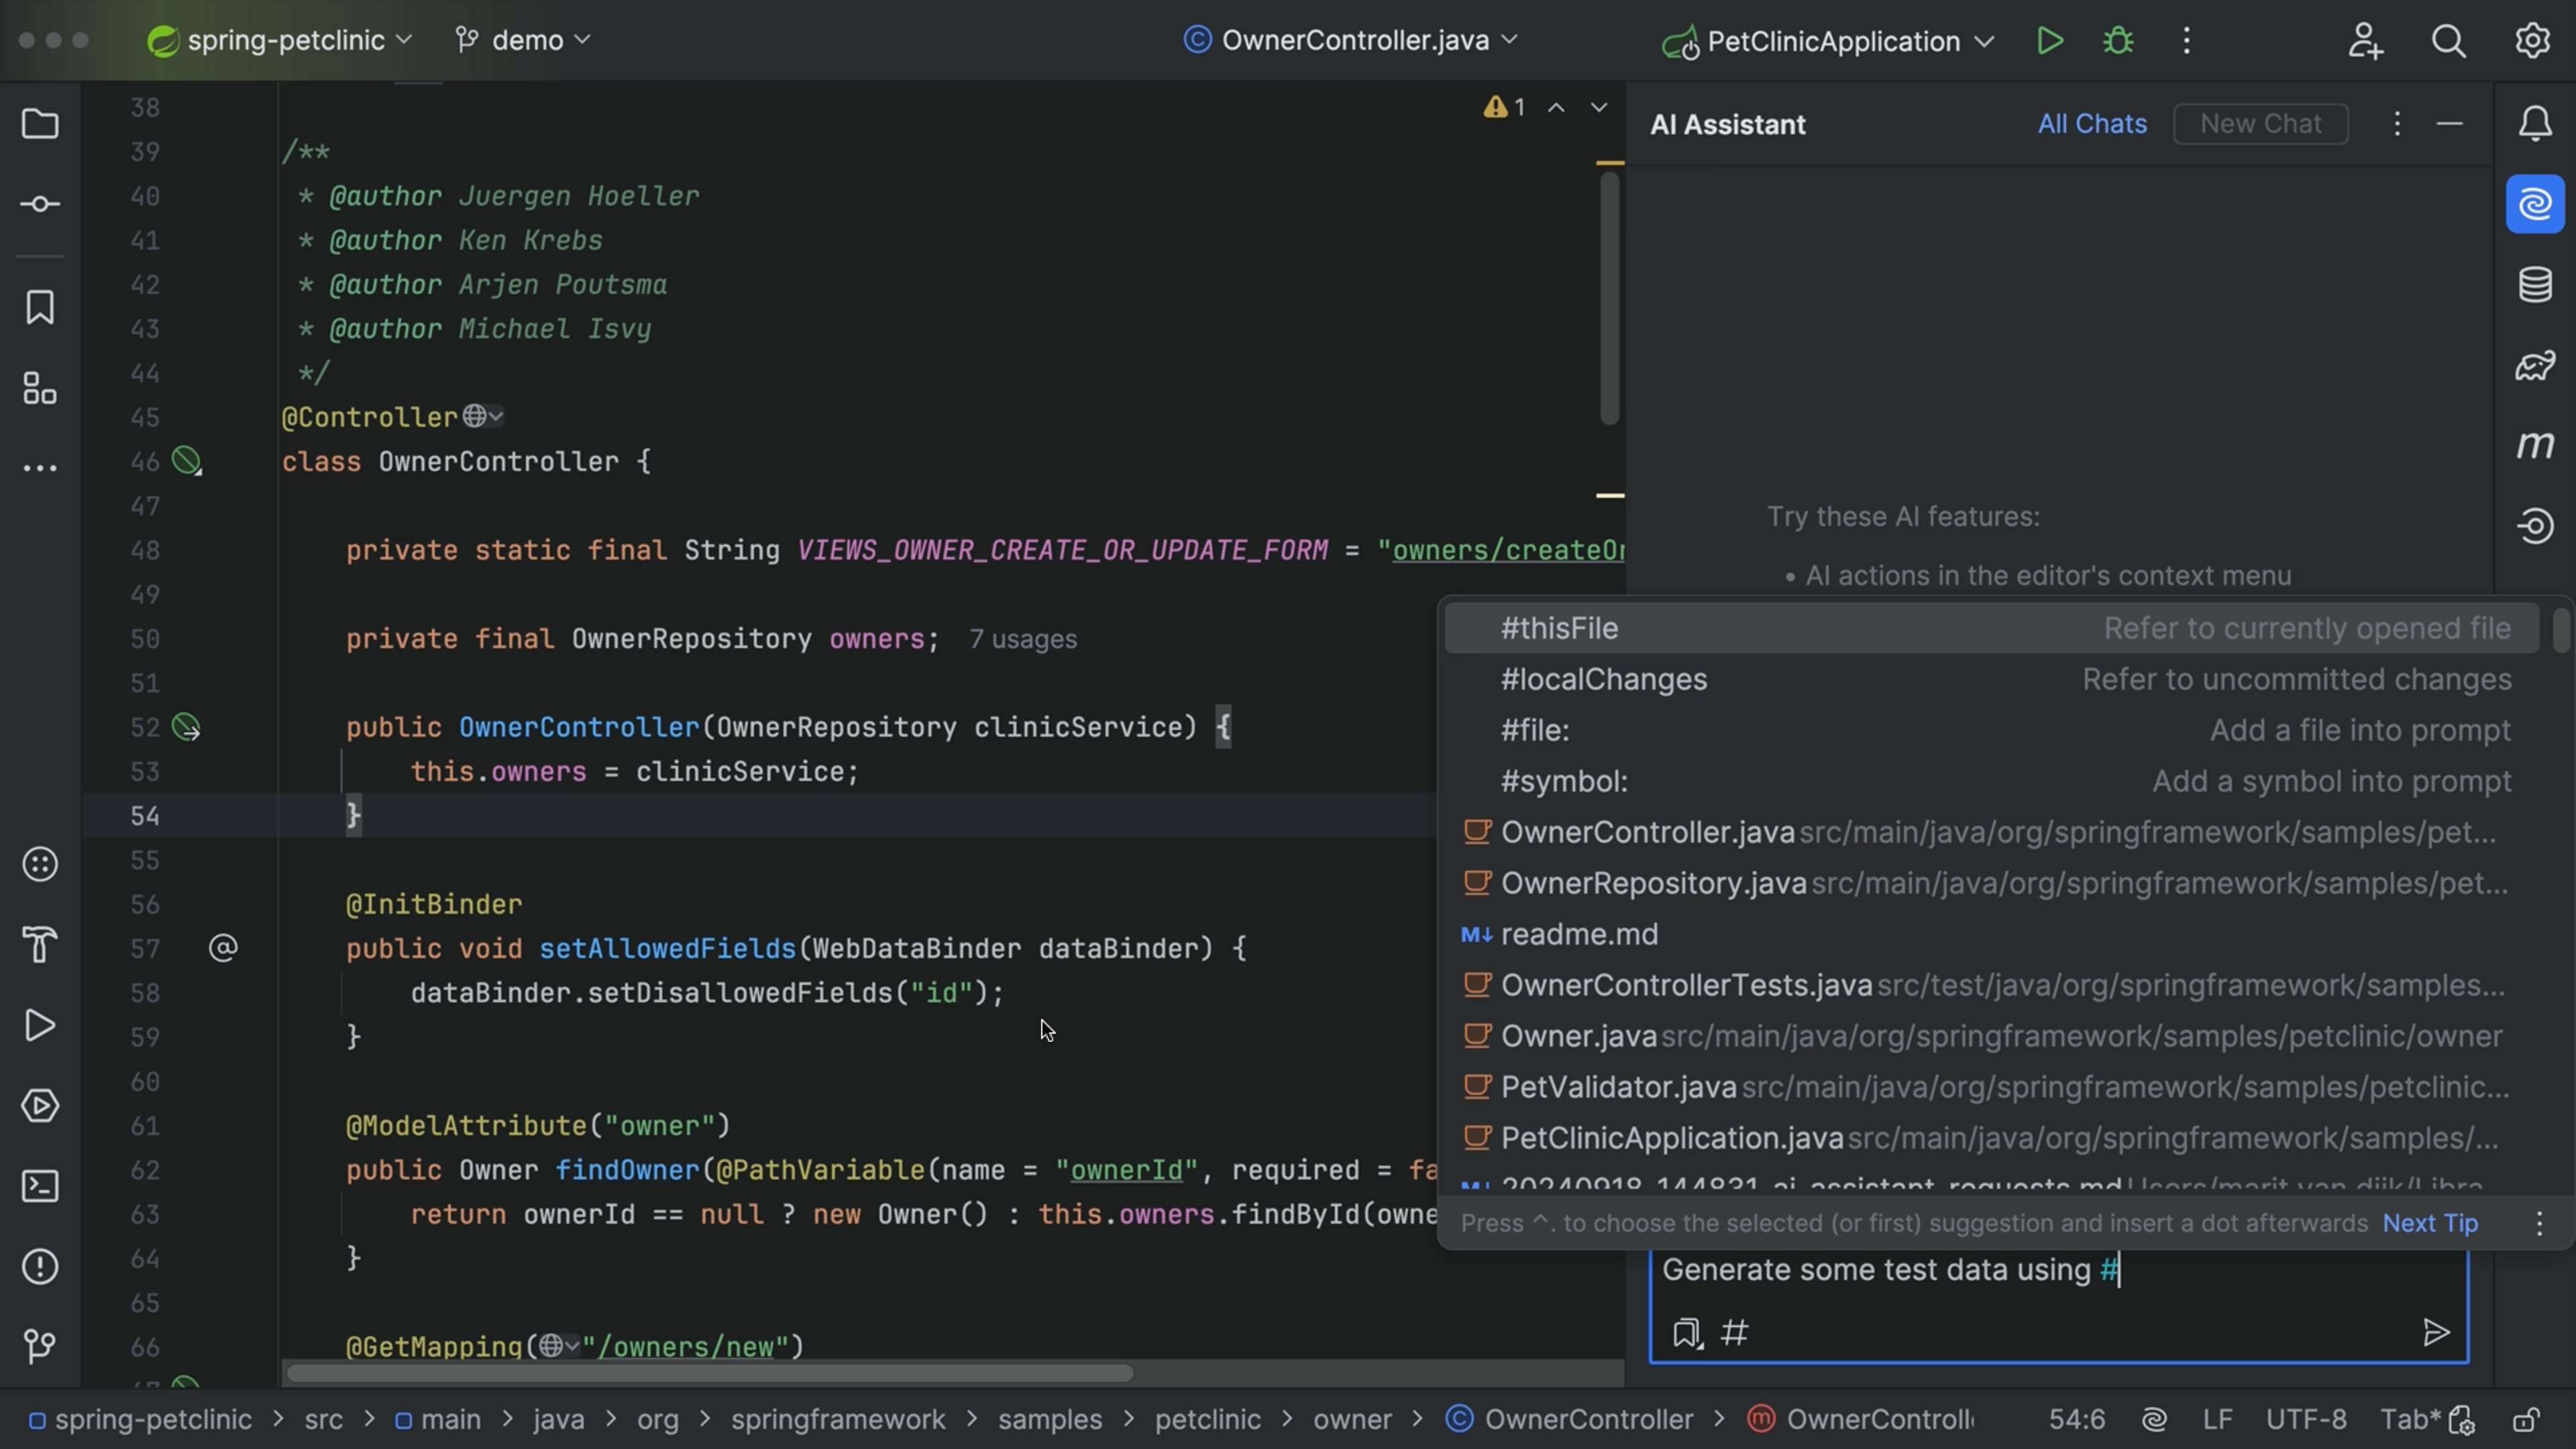 spring-petclinic
demo
OwnerController.java
PetClinicApplication
38
1
39 /**
40 * @author Juergen Hoeller
41 * @author Ken Krebs
42 * @author Arjen Poutsma
43 * @author Michael Isvy
44 */
45 @Controller
46 class OwnerController {
47
48 private static final String VIEWS_OWNER_CREATE_OR_UPDATE_FORM = "owners/createOr
49
50 private final OwnerRepository owners; 7 usages
51
52 public OwnerController(OwnerRepository clinicService) {
53 this.owners = clinicService;
54 }
55
56 @InitBinder
57 public void setAllowedFields(WebDataBinder dataBinder) {
58 dataBinder.setDisallowedFields("id");
59 }
60
61 @ModelAttribute("owner")
62 public Owner findOwner(@PathVariable(name = "ownerId", required = fa
63 return ownerId == null ? new Owner() : this.owners.findById(owne
64 }
65
66 @GetMapping("/owners/new")
AI Assistant
All Chats
New Chat
Try these AI features:
• AI actions in the editor's context menu
#thisFile Refer to currently opened file
#localChanges Refer to uncommitted changes
#file: Add a file into prompt
#symbol: Add a symbol into prompt
OwnerController.java src/main/java/org/springframework/samples/pet...
OwnerRepository.java src/main/java/org/springframework/samples/pet...
M↓ readme.md
OwnerControllerTests.java src/test/java/org/springframework/samples...
Owner.java src/main/java/org/springframework/samples/petclinic/owner
PetValidator.java src/main/java/org/springframework/samples/petclinic...
PetClinicApplication.java src/main/java/org/springframework/samples/...
20240918_144831_ai_assistant_requests.md
Press ^. to choose the selected (or first) suggestion and insert a dot afterwards Next Tip
Generate some test data using #
#
spring-petclinic > src > main > java > org > springframework > samples > petclinic > owner > OwnerController > OwnerControll
54:6
LF
UTF-8
Tab*